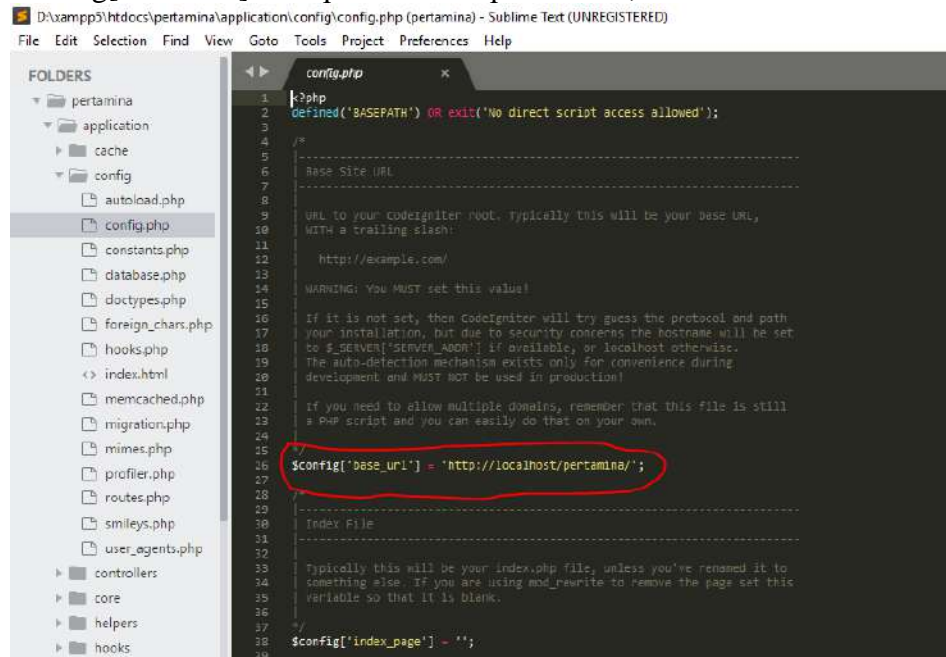 D:\xampp5\htdocs\pertamina\application\config\config.php (pertamina) - Sublime Text (UNREGISTERED)
File Edit Selection Find View Goto Tools Project Preferences Help
FOLDERS
pertamina
application
cache
config
autoload.php
config.php
constants.php
database.php
doctypes.php
foreign_chars.php
hooks.php
index.html
memcached.php
migration.php
mimes.php
profiler.php
routes.php
smileys.php
user_agents.php
controllers
core
helpers
hooks
config.php
1 <?php
2 defined('BASEPATH') OR exit('No direct script access allowed');
3
4 /*
5 |--------------------------------------------------------------------------
6 | Base Site URL
7 |--------------------------------------------------------------------------
8 |
9 | URL to your CodeIgniter root. Typically this will be your base URL,
10 | WITH a trailing slash:
11 |
12 | http://example.com/
13 |
14 | WARNING: You MUST set this value!
15 |
16 | If it is not set, then CodeIgniter will try guess the protocol and path
17 | your installation, but due to security concerns the hostname will be set
18 | to $_SERVER['SERVER_ADDR'] if available, or localhost otherwise.
19 | The auto-detection mechanism exists only for convenience during
20 | development and MUST NOT be used in production!
21 |
22 | If you need to allow multiple domains, remember that this file is still
23 | a PHP script and you can easily do that on your own.
24 |
25 */
26 $config['base_url'] = 'http://localhost/pertamina/';
27
28 /*
29 |--------------------------------------------------------------------------
30 | Index File
31 |--------------------------------------------------------------------------
32 |
33 | Typically this will be your index.php file, unless you've renamed it to
34 | something else. If you are using mod_rewrite to remove the page set this
35 | variable so that it is blank.
36 |
37 */
38 $config['index_page'] = '';
39